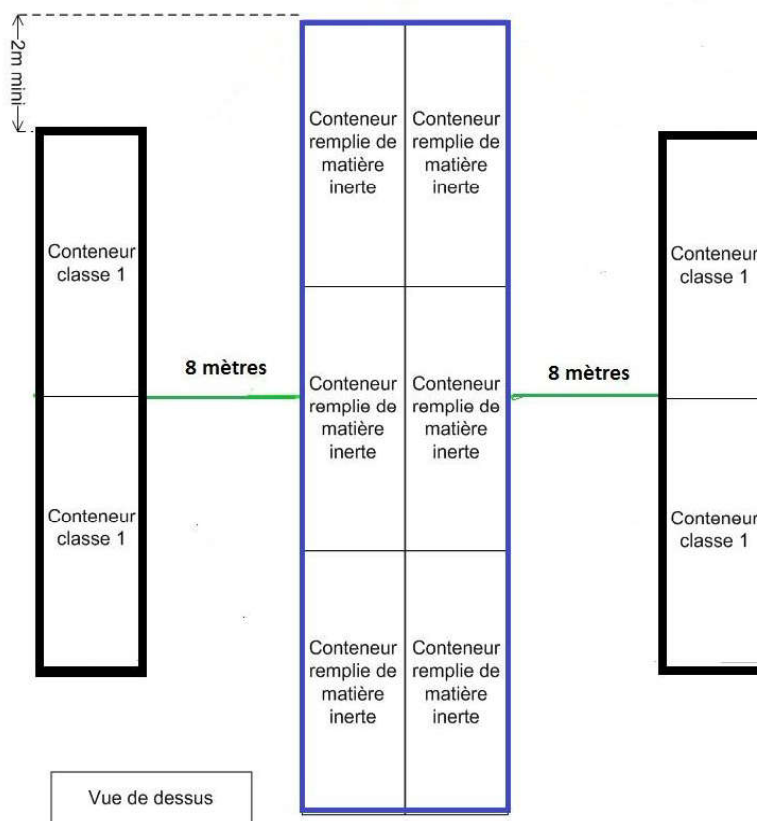 2m mini
Conteneur
remplie de
matière
inerte
Conteneur
remplie de
matière
inerte
Conteneur
classe 1
Conteneur
classe 1
8 mètres
8 mètres
Conteneur
remplie de
matière
inerte
Conteneur
remplie de
matière
inerte
Conteneur
classe 1
Conteneur
classe 1
Conteneur
remplie de
matière
inerte
Conteneur
remplie de
matière
inerte
Vue de dessus